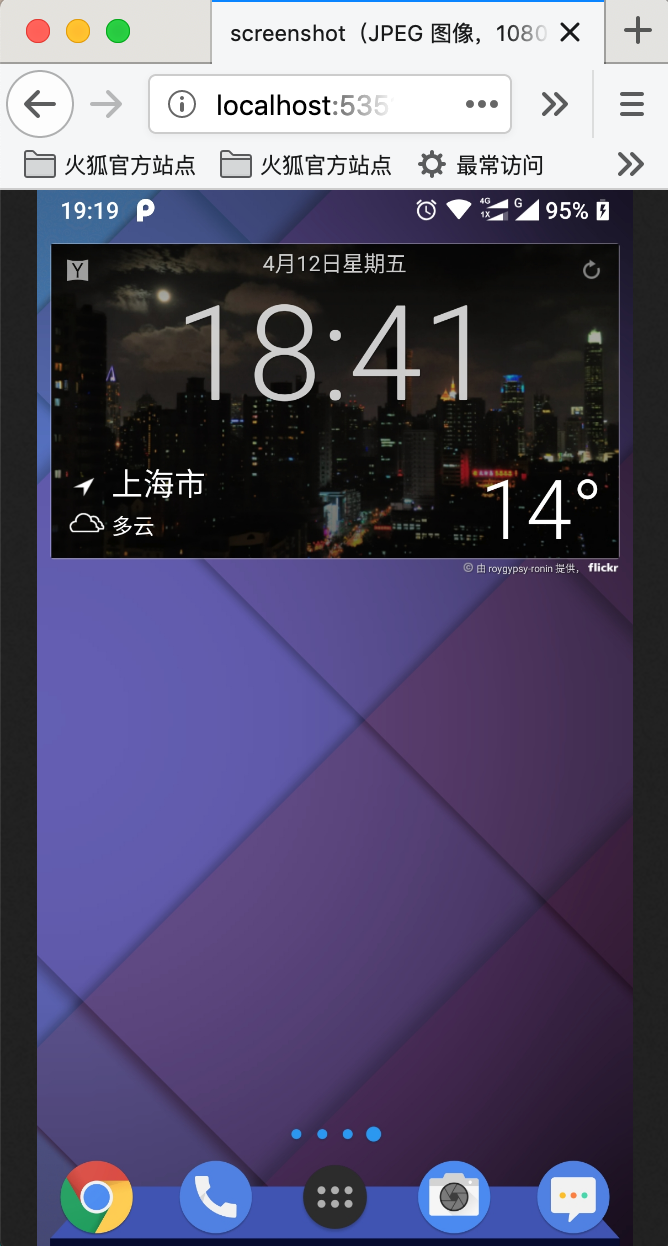 screenshot（JPEG 图像，1080
localhost:535
火狐官方站点 火狐官方站点 最常访问
19:19 4G 1X G 95%
Y 4月12日星期五
18:41
上海市
多云 14°
© 由 roygypsy-ronin 提供， flickr